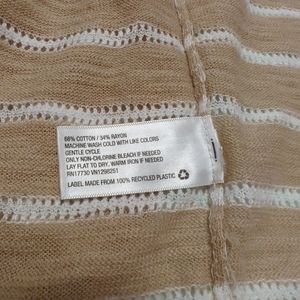 66% COTTON / 34% RAYON
MACHINE WASH COLD WITH LIKE COLORS
GENTLE CYCLE
ONLY NON-CHLORINE BLEACH IF NEEDED
LAY FLAT TO DRY, WARM IRON IF NEEDED
RN17730 VN1298251
LABEL MADE FROM 100% RECYCLED PLASTIC